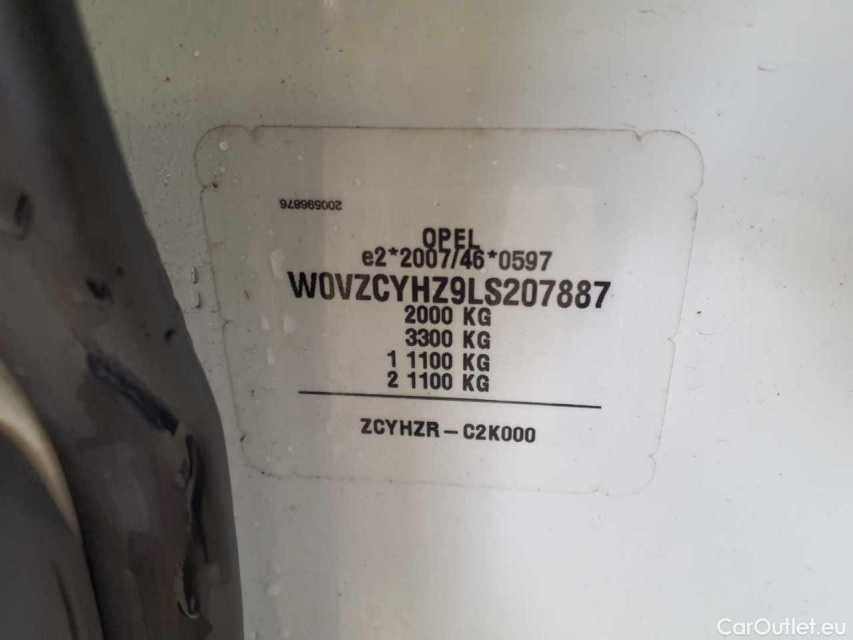 200596876
OPEL
e2*2007/46*0597
W0VZCYHZ9LS207887
2000 KG
3300 KG
1 1100 KG
2 1100 KG
ZCYHZR-C2K000
CarOutlet.eu